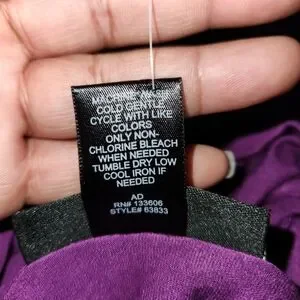 MACHINE WASH
COLD GENTLE
CYCLE WITH LIKE
COLORS
ONLY NON-
CHLORINE BLEACH
WHEN NEEDED
TUMBLE DRY LOW
COOL IRON IF
NEEDED
AD
RN# 133606
STYLE# 63833